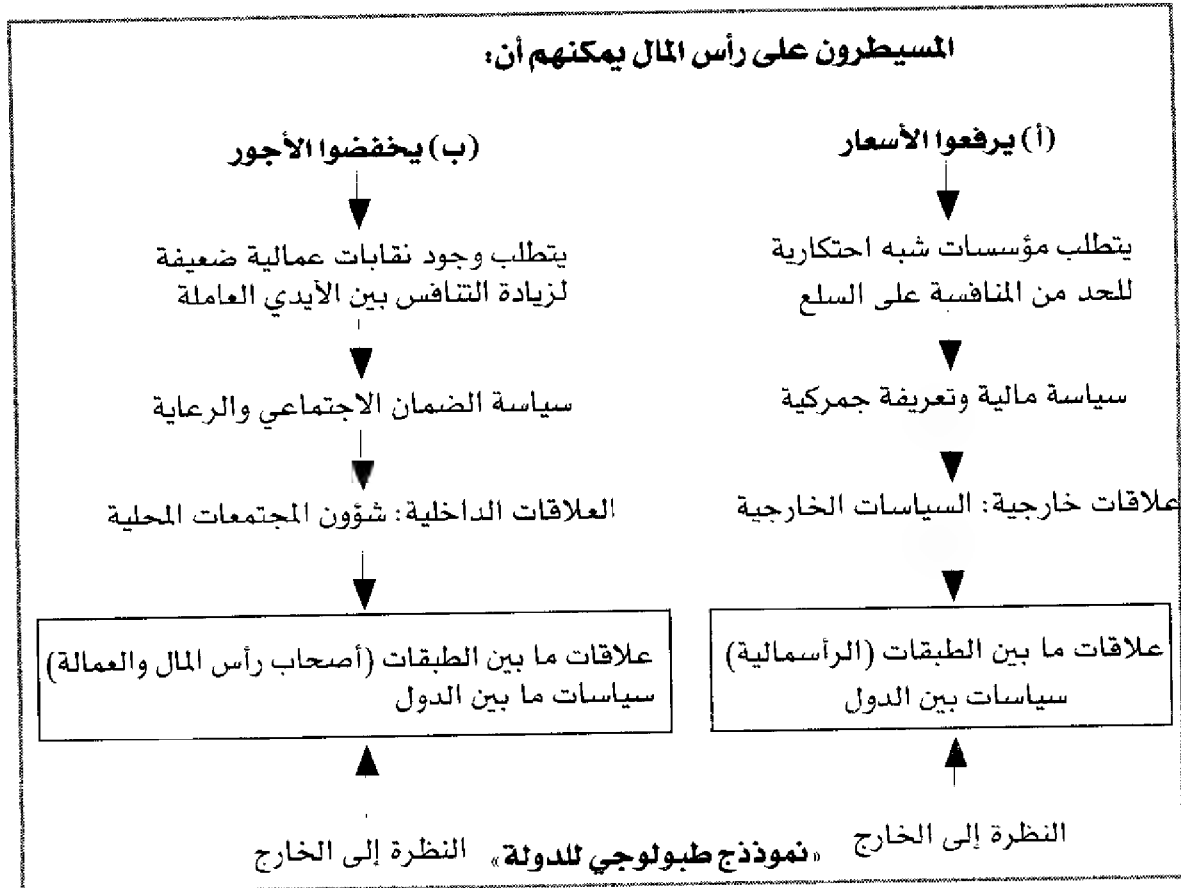 المسيطرون على رأس المال يمكنهم أن:
(أ) يرفعوا الأسعار
يتطلب مؤسسات شبه احتكارية
للحد من المنافسة على السلع
سياسة مالية وتعريفة جمركية
علاقات خارجية: السياسات الخارجية
علاقات ما بين الطبقات (الرأسمالية)
سياسات بين الدول
النظرة إلى الخارج
(ب) يخفضوا الأجور
يتطلب وجود نقابات عمالية ضعيفة
لزيادة التنافس بين الأيدي العاملة
سياسة الضمان الاجتماعي والرعاية
العلاقات الداخلية: شؤون المجتمعات المحلية
علاقات ما بين الطبقات (أصحاب رأس المال والعمالة)
سياسات ما بين الدول
النظرة إلى الخارج
«نموذذج طبولوجي للدولة»